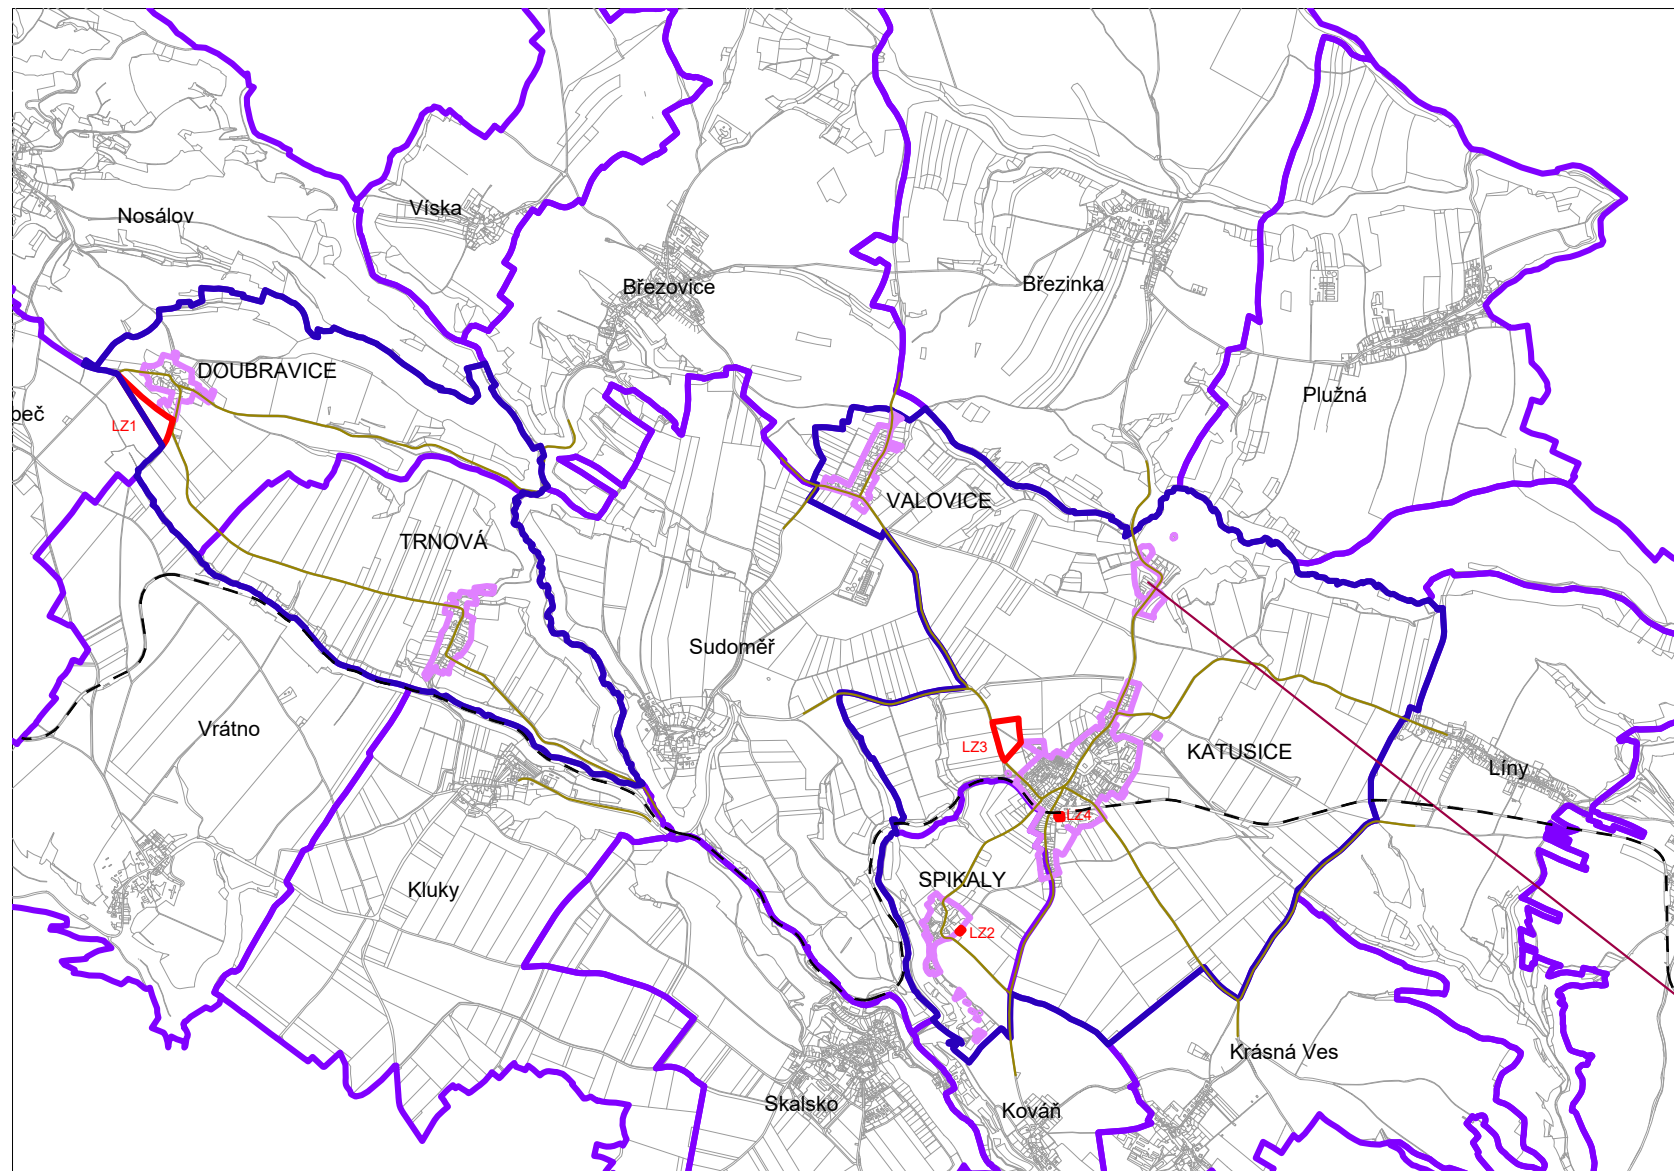 Nosálov
Víska
Březovice
Březinka
DOUBRAVICE
Plužná
beč
LZ1
VALOVICE
TRNOVÁ
Sudoměř
Vrátno
LZ3
KATUSICE
Líny
LZ4
Kluky
SPIKALY
LZ2
Krásná Ves
Skalsko
Kováň